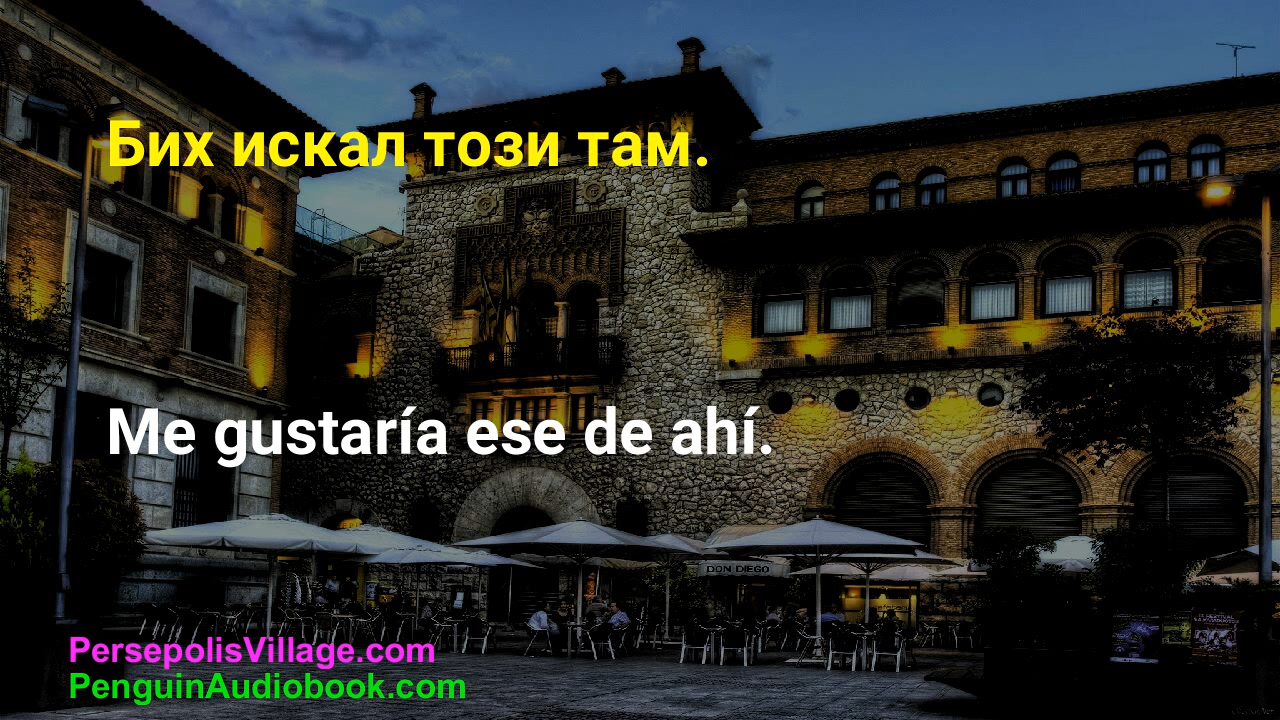 Бих искал този там.
Me gustaría ese de ahí.
DON DIEGO
PersepolisVillage.com
PenguinAudiobook.com